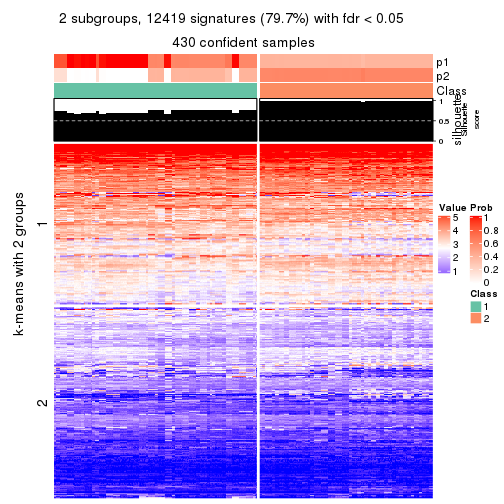 2 subgroups, 12419 signatures (79.7%) with fdr < 0.05
430 confident samples
p1
p2
Class
1
0.5
0
silhouette
Silhouette
score
k-means with 2 groups
1
2
Value
5
4
3
2
1
Prob
1
0.8
0.6
0.4
0.2
0
Class
1
2